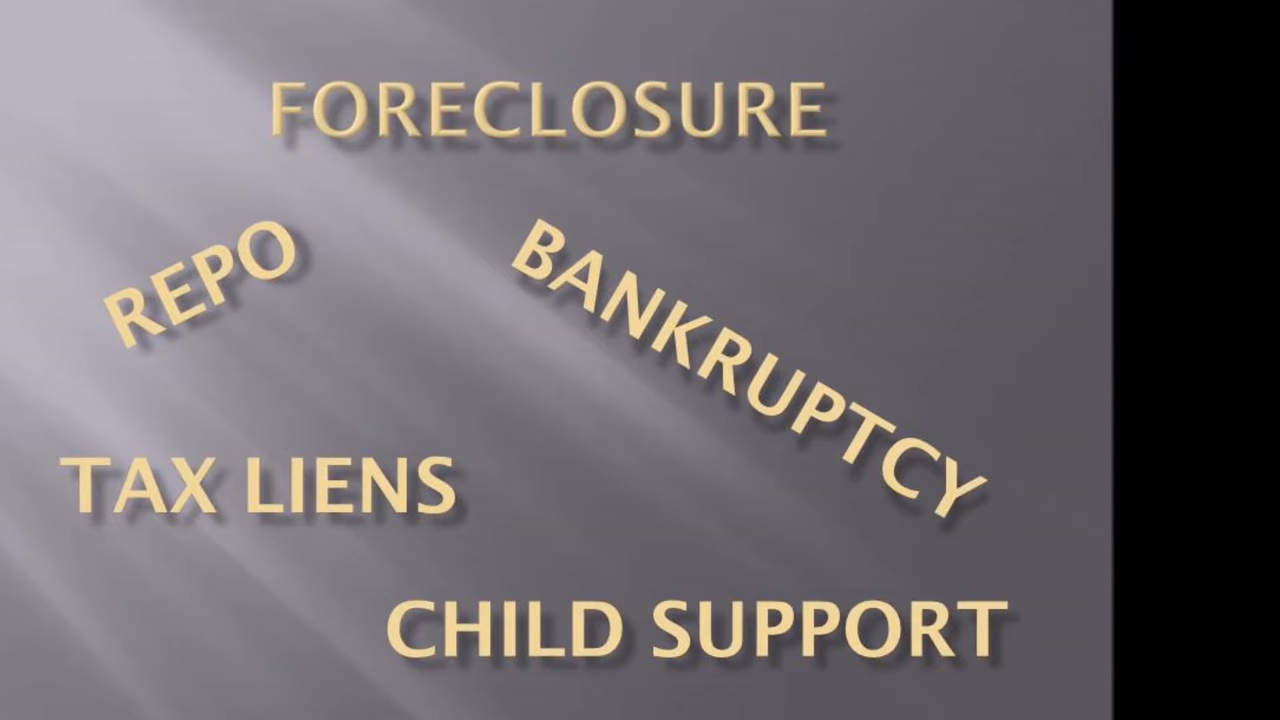 FORECLOSURE
REPO
BANKRUPTCY
TAX LIENS
CHILD SUPPORT